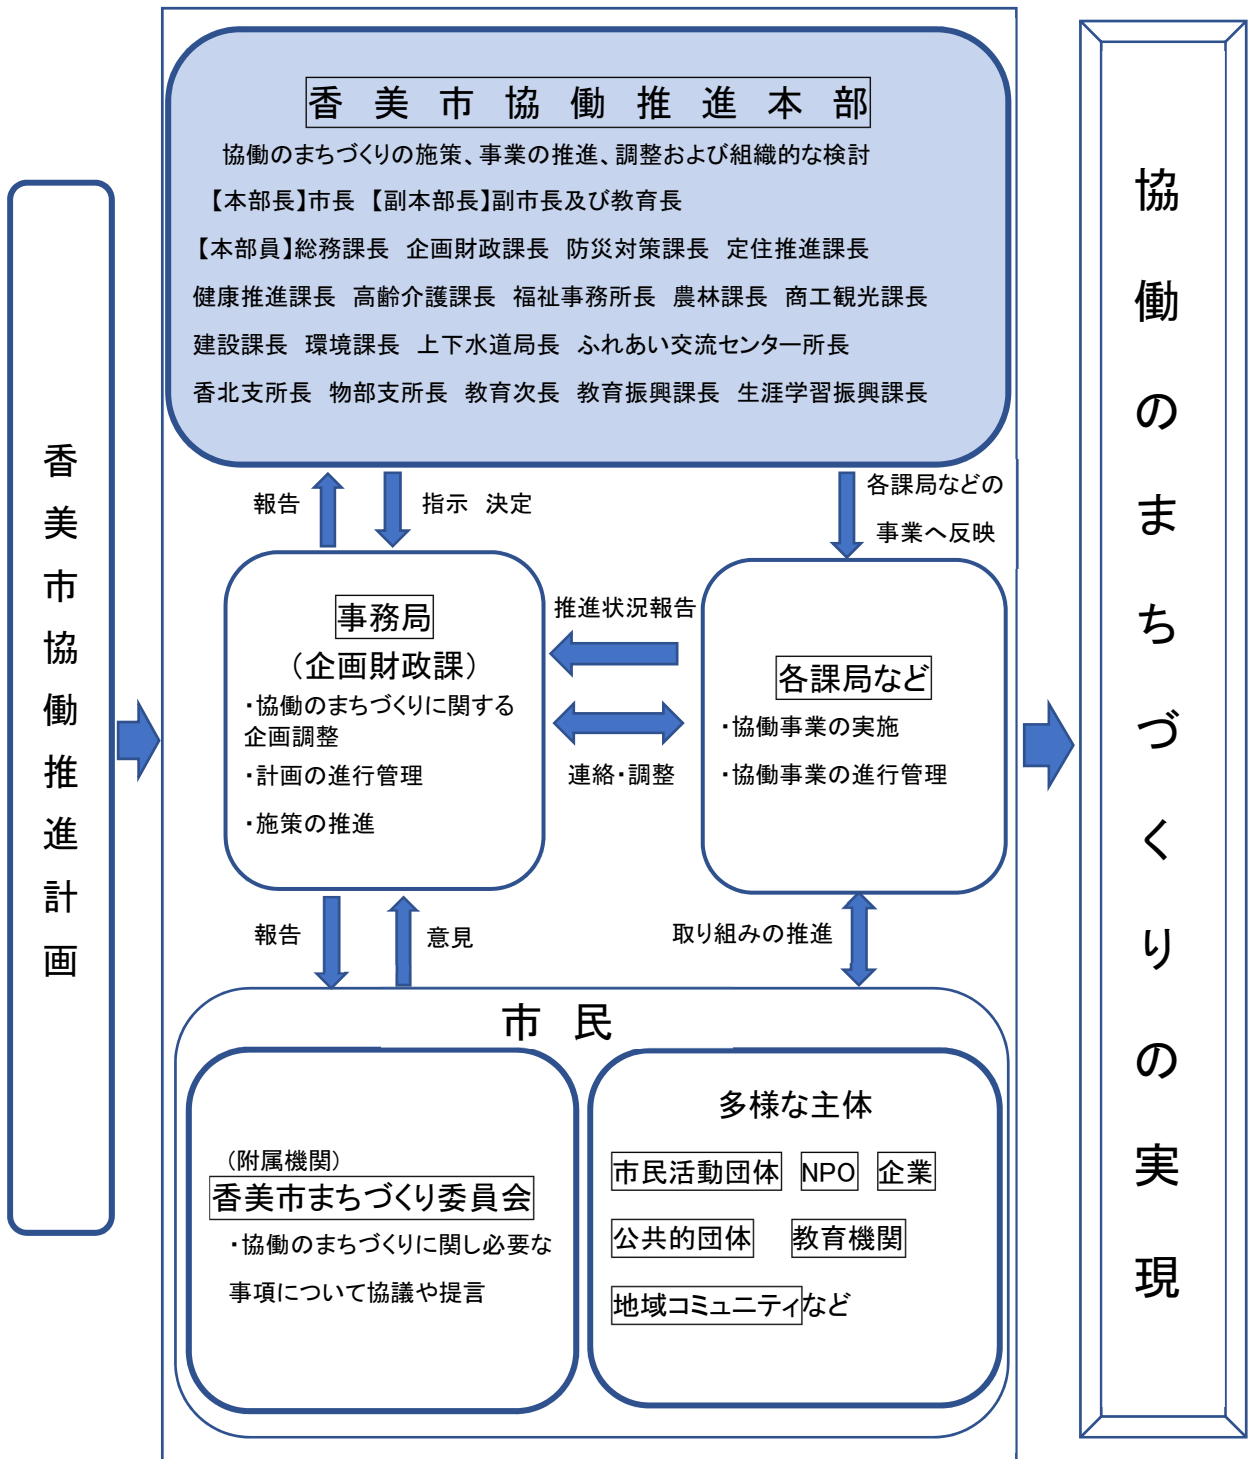 香美市協働推進計画
香美市協働推進本部
協働のまちづくりの施策、事業の推進、調整および組織的な検討
【本部長】市長 【副本部長】副市長及び教育長
【本部員】総務課長 企画財政課長 防災対策課長 定住推進課長
健康推進課長 高齢介護課長 福祉事務所長 農林課長 商工観光課長
建設課長 環境課長 上下水道局長 ふれあい交流センター所長
香北支所長 物部支所長 教育次長 教育振興課長 生涯学習振興課長
報告
指示 決定
各課局などの
事業へ反映
事務局
（企画財政課）
・協働のまちづくりに関する
企画調整
・計画の進行管理
・施策の推進
推進状況報告
連絡・調整
各課局など
・協働事業の実施
・協働事業の進行管理
報告
意見
取り組みの推進
市 民
（附属機関）
香美市まちづくり委員会
・協働のまちづくりに関し必要な
事項について協議や提言
多様な主体
市民活動団体 NPO 企業
公共的団体 教育機関
地域コミュニティなど
協働のまちづくりの実現